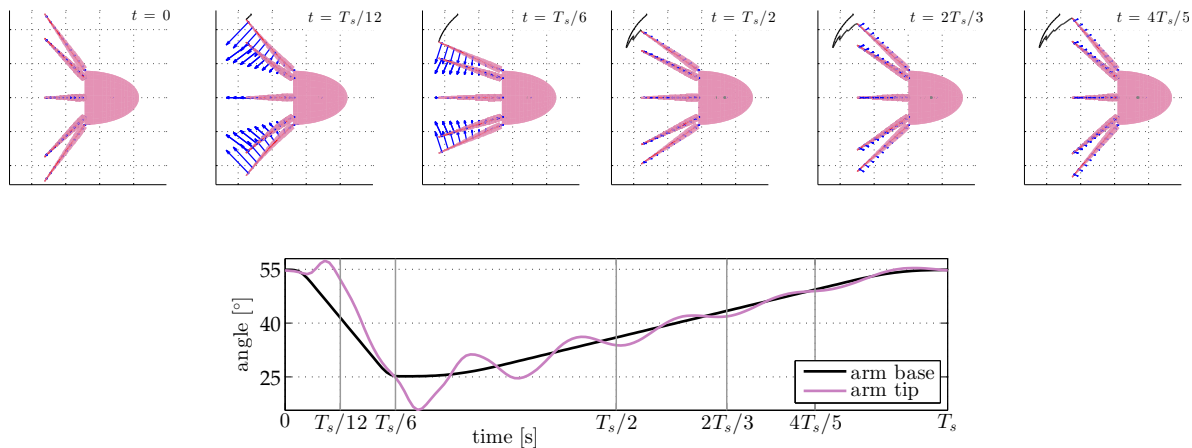 t = 0
t = T_s/12
t = T_s/6
t = T_s/2
t = 2T_s/3
t = 4T_s/5
55
40
25
angle [°]
arm base
arm tip
0 T_s/12 T_s/6 T_s/2 2T_s/3 4T_s/5 T_s
time [s]